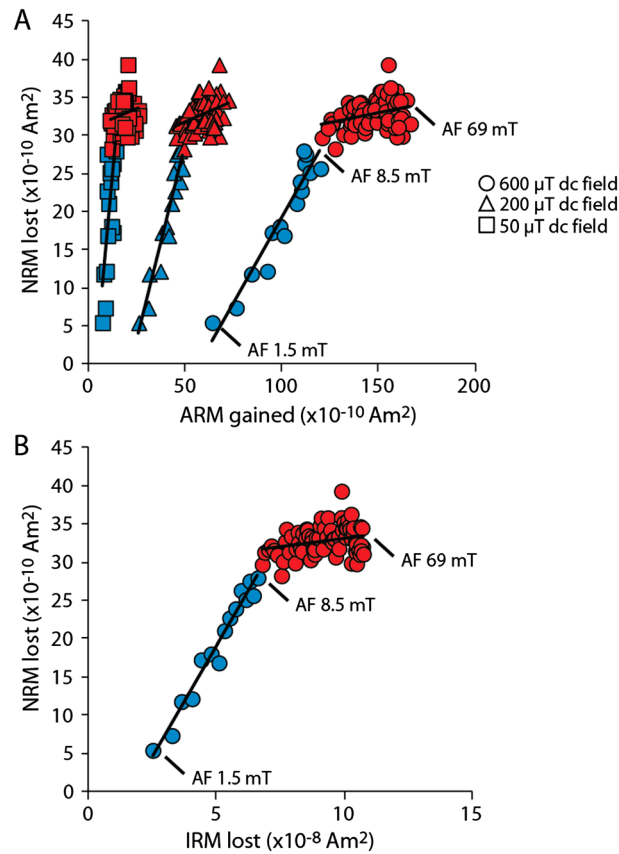 A
45
40
35
30
25
20
15
10
5
0
NRM lost (x10-10 Am2)
AF 69 mT
AF 8.5 mT
AF 1.5 mT
600 µT dc field
200 µT dc field
50 µT dc field
0 50 100 150 200
ARM gained (x10-10 Am2)
B
45
40
35
30
25
20
15
10
5
0
NRM lost (x10-10 Am2)
AF 69 mT
AF 8.5 mT
AF 1.5 mT
0 5 10 15
IRM lost (x10-8 Am2)